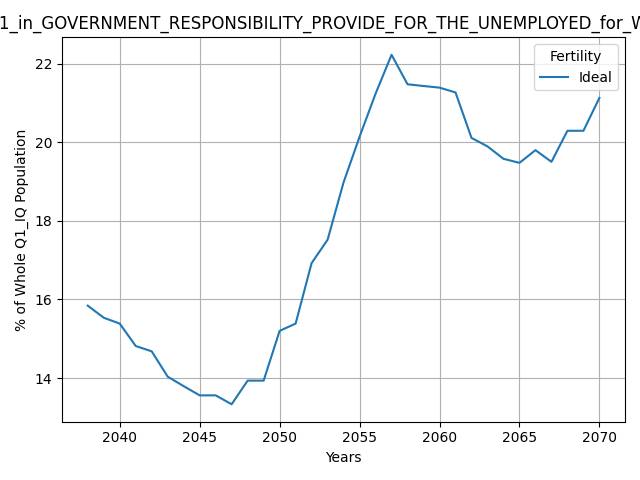 1_in_GOVERNMENT_RESPONSIBILITY_PROVIDE_FOR_THE_UNEMPLOYED_for_W
Fertility
Ideal
% of Whole Q1_IQ Population
22
20
18
16
14
2040 2045 2050 2055 2060 2065 2070
Years